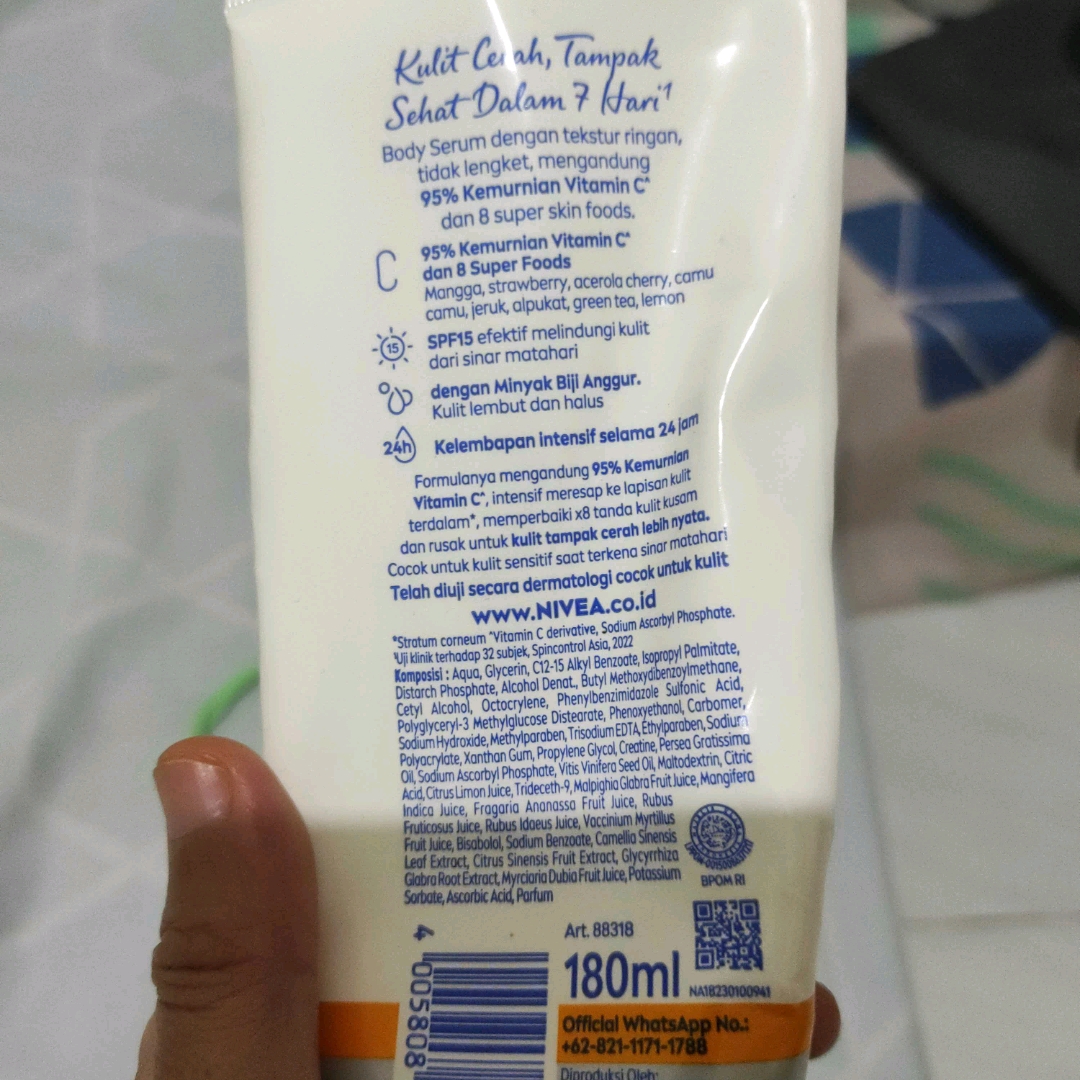 Kulit Cerah, Tampak
Sehat Dalam 7 Hari¹
Body Serum dengan tekstur ringan,
tidak lengket, mengandung
95% Kemurnian Vitamin C^
dan 8 super skin foods.
C
95% Kemurnian Vitamin C^
dan 8 Super Foods
Mangga, strawberry, acerola cherry, camu
camu, jeruk, alpukat, green tea, lemon
15
SPF15 efektif melindungi kulit
dari sinar matahari
dengan Minyak Biji Anggur.
Kulit lembut dan halus
24h
Kelembapan intensif selama 24 jam
Formulanya mengandung 95% Kemurnian
Vitamin C^, intensif meresap ke lapisan kulit
terdalam*, memperbaiki x8 tanda kulit kusam
dan rusak untuk kulit tampak cerah lebih nyata.
Cocok untuk kulit sensitif saat terkena sinar matahari
Telah diuji secara dermatologi cocok untuk kulit
www.NIVEA.co.id
*Stratum corneum ^Vitamin C derivative, Sodium Ascorbyl Phosphate.
¹Uji klinik terhadap 32 subjek, Spincontrol Asia, 2022
Komposisi : Aqua, Glycerin, C12-15 Alkyl Benzoate, Isopropyl Palmitate,
Distarch Phosphate, Alcohol Denat., Butyl Methoxydibenzoylmethane,
Cetyl Alcohol, Octocrylene, Phenylbenzimidazole Sulfonic Acid,
Polyglyceryl-3 Methylglucose Distearate, Phenoxyethanol, Carbomer,
Sodium Hydroxide, Methylparaben, Trisodium EDTA, Ethylparaben, Sodium
Polyacrylate, Xanthan Gum, Propylene Glycol, Creatine, Persea Gratissima
Oil, Sodium Ascorbyl Phosphate, Vitis Vinifera Seed Oil, Maltodextrin, Citric
Acid, Citrus Limon Juice, Trideceth-9, Malpighia Glabra Fruit Juice, Mangifera
Indica Juice, Fragaria Ananassa Fruit Juice, Rubus
Fruticosus Juice, Rubus Idaeus Juice, Vaccinium Myrtillus
Fruit Juice, Bisabolol, Sodium Benzoate, Camellia Sinensis
Leaf Extract, Citrus Sinensis Fruit Extract, Glycyrrhiza
Glabra Root Extract, Myrciaria Dubia Fruit Juice, Potassium
Sorbate, Ascorbic Acid, Parfum
BPOM RI
Art. 88318
180ml
NA18230100941
4 005808
Official WhatsApp No.:
+62-821-1171-1788
Diproduksi Oleh: